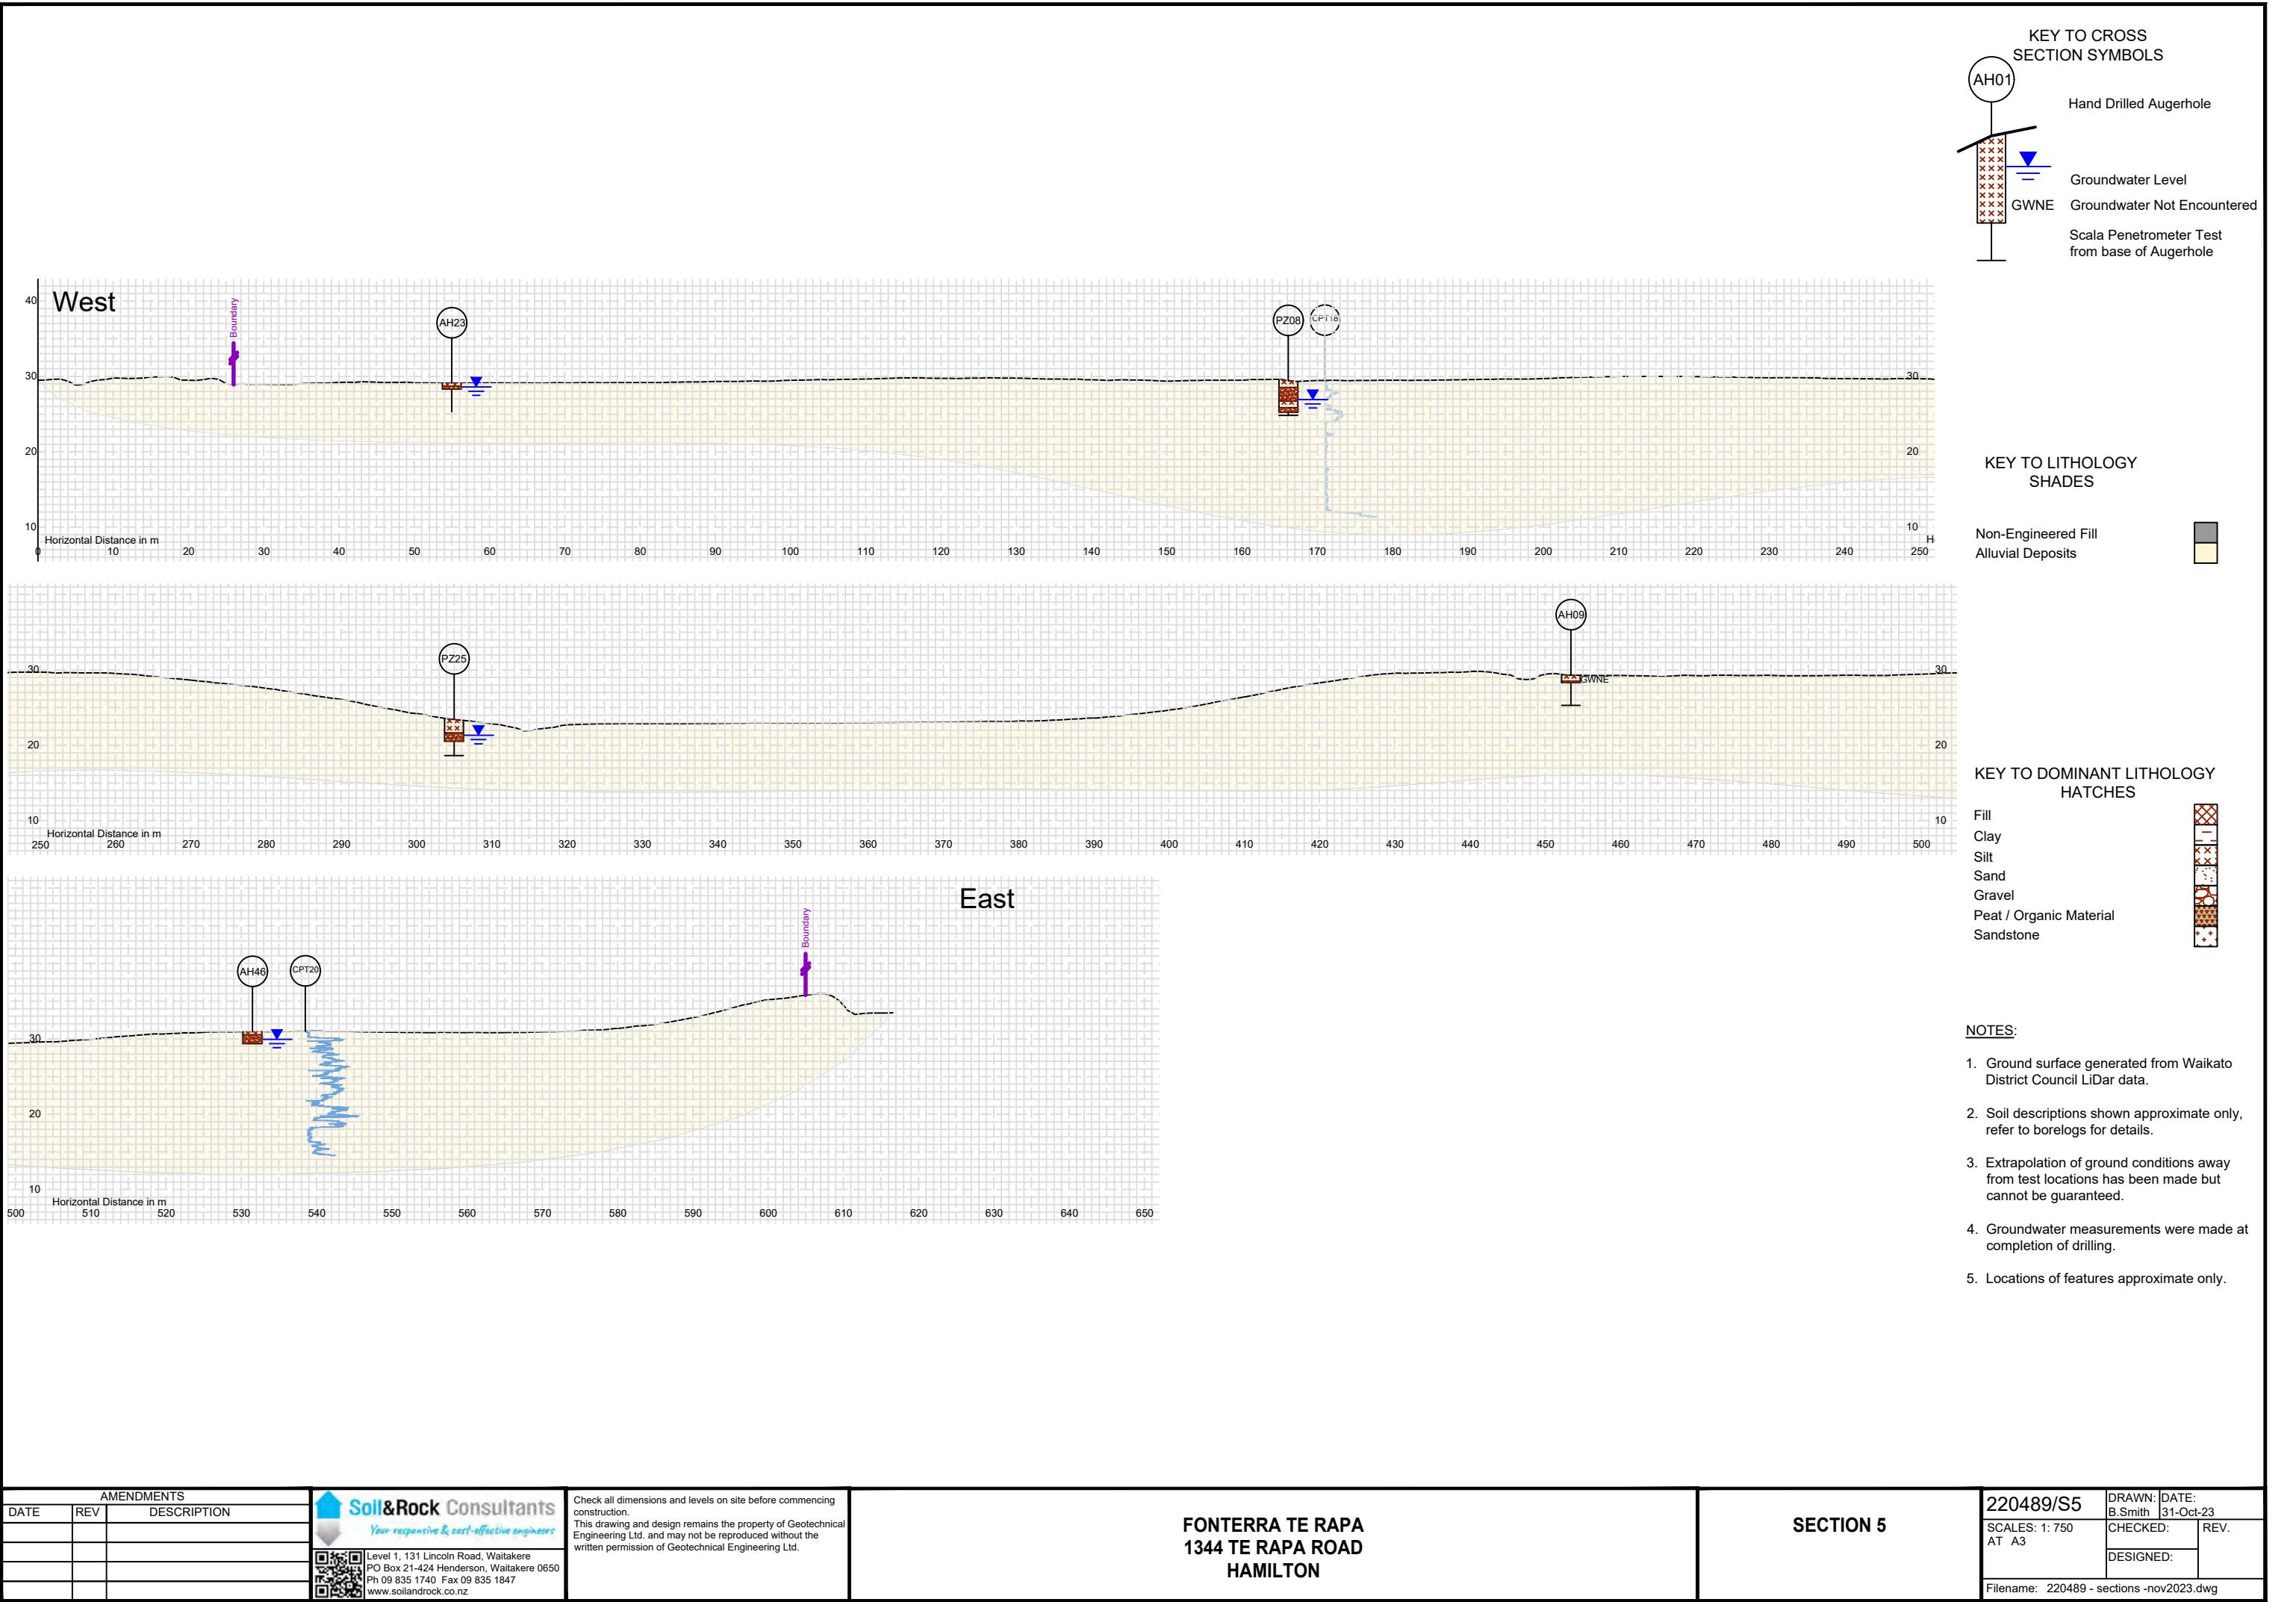 KEY TO CROSS
SECTION SYMBOLS
AH01
Hand Drilled Augerhole
Groundwater Level
GWNE Groundwater Not Encountered
Scala Penetrometer Test
from base of Augerhole
West
Boundary
AH23
PZ08
CPT18
40
30
20
10
30
20
10
Horizontal Distance in m
0 10 20 30 40 50 60 70 80 90 100 110 120 130 140 150 160 170 180 190 200 210 220 230 240 250
KEY TO LITHOLOGY
SHADES
Non-Engineered Fill
Alluvial Deposits
PZ25
AH09
GWNE
30
20
10
30
20
10
Horizontal Distance in m
250 260 270 280 290 300 310 320 330 340 350 360 370 380 390 400 410 420 430 440 450 460 470 480 490 500
KEY TO DOMINANT LITHOLOGY
HATCHES
Fill
Clay
Silt
Sand
Gravel
Peat / Organic Material
Sandstone
East
Boundary
AH46
CPT20
30
20
10
Horizontal Distance in m
500 510 520 530 540 550 560 570 580 590 600 610 620 630 640 650
NOTES:
1. Ground surface generated from Waikato
District Council LiDar data.
2. Soil descriptions shown approximate only,
refer to borelogs for details.
3. Extrapolation of ground conditions away
from test locations has been made but
cannot be guaranteed.
4. Groundwater measurements were made at
completion of drilling.
5. Locations of features approximate only.
AMENDMENTS
DATE REV DESCRIPTION
Soil&Rock Consultants
Your responsive & cost-effective engineers
Level 1, 131 Lincoln Road, Waitakere
PO Box 21-424 Henderson, Waitakere 0650
Ph 09 835 1740 Fax 09 835 1847
www.soilandrock.co.nz
Check all dimensions and levels on site before commencing
construction.
This drawing and design remains the property of Geotechnical
Engineering Ltd. and may not be reproduced without the
written permission of Geotechnical Engineering Ltd.
FONTERRA TE RAPA
1344 TE RAPA ROAD
HAMILTON
SECTION 5
220489/S5
DRAWN: DATE:
B.Smith 31-Oct-23
SCALES: 1: 750
AT A3
CHECKED: REV.
DESIGNED:
Filename: 220489 - sections -nov2023.dwg